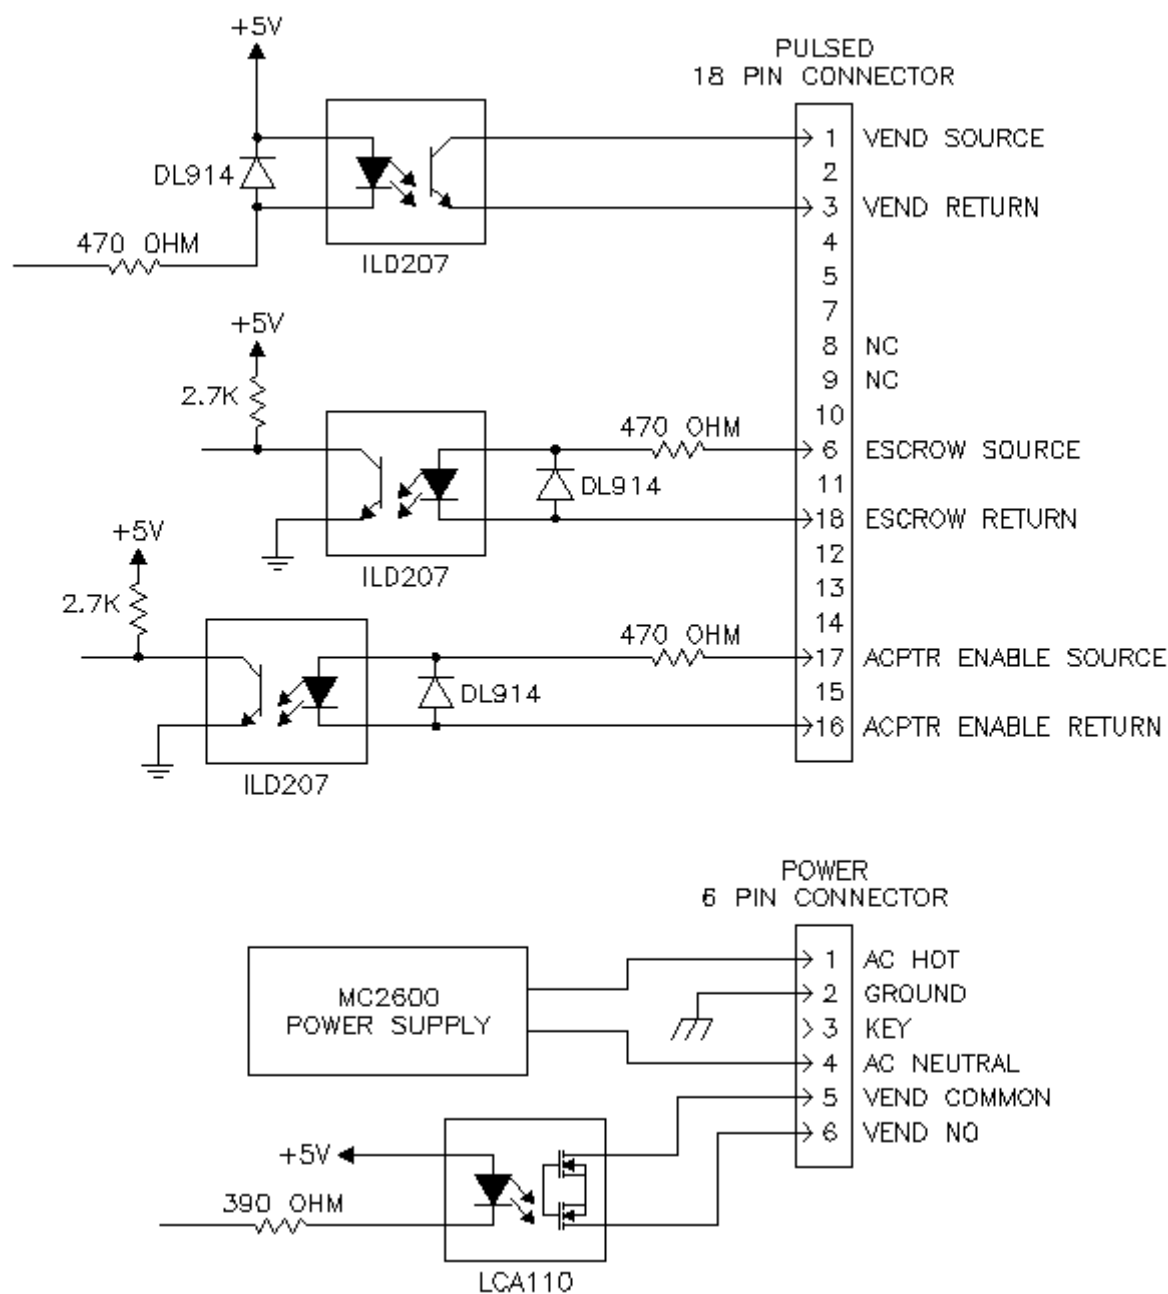 +5V
PULSED
18 PIN CONNECTOR
1 VEND SOURCE
DL914
2
3 VEND RETURN
470 OHM
4
ILD207
5
7
+5V
8 NC
9 NC
2.7K
10
470 OHM
6 ESCROW SOURCE
DL914
11
18 ESCROW RETURN
+5V
12
ILD207
13
2.7K
14
470 OHM
17 ACPTR ENABLE SOURCE
DL914
15
16 ACPTR ENABLE RETURN
ILD207
POWER
6 PIN CONNECTOR
1 AC HOT
MC2600
POWER SUPPLY
2 GROUND
3 KEY
4 AC NEUTRAL
5 VEND COMMON
6 VEND NO
+5V
390 OHM
LCA110